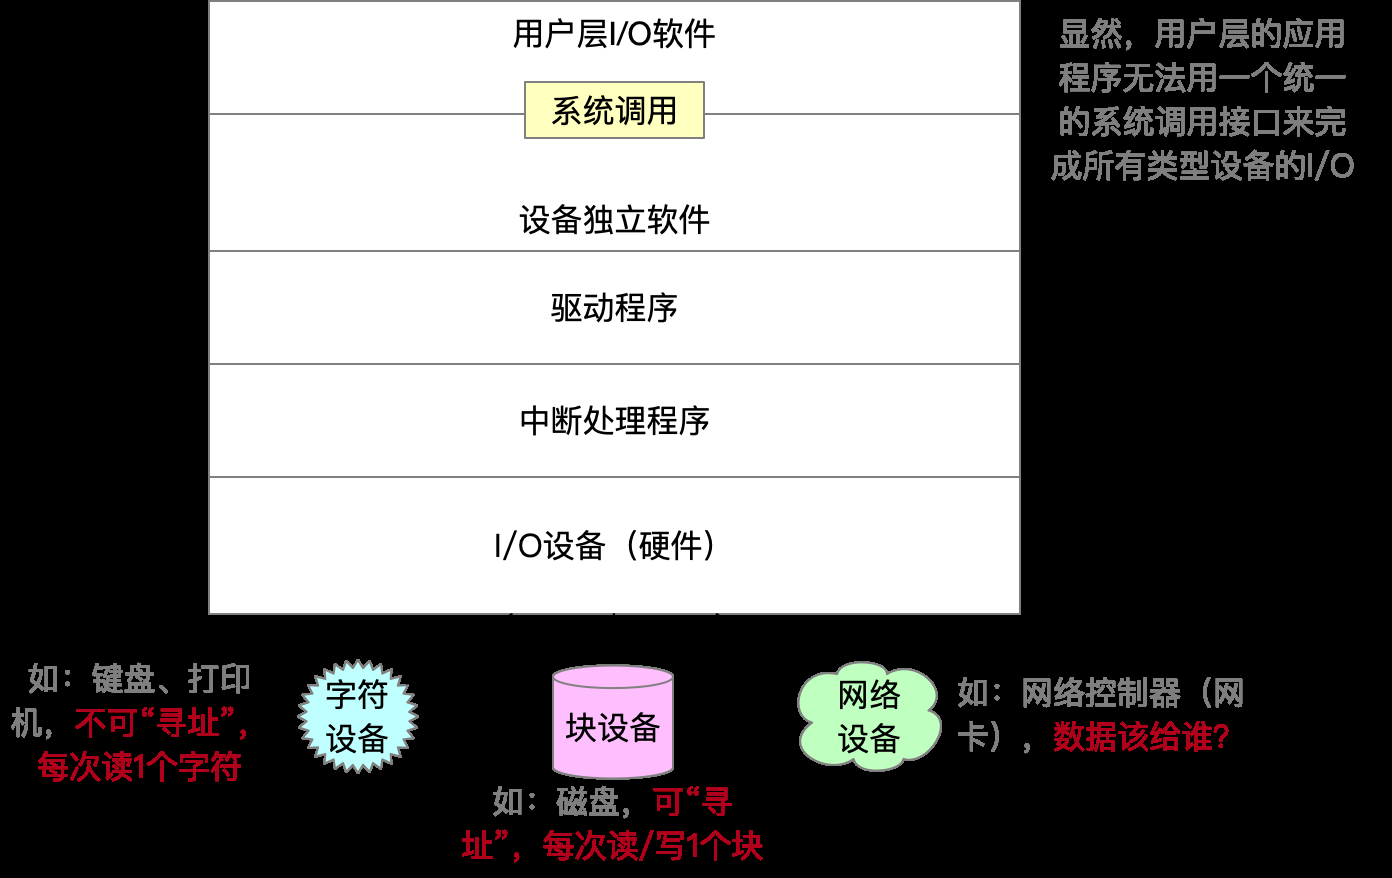 用户层I/O软件
系统调用
设备独立软件
驱动程序
中断处理程序
I/O设备（硬件）
显然，用户层的应用
程序无法用一个统一
的系统调用接口来完
成所有类型设备的I/O
如：键盘、打印
机，不可“寻址”，
每次读1个字符
字符
设备
块设备
如：磁盘，可“寻
址”，每次读/写1个块
网络
设备
如：网络控制器（网
卡），数据该给谁？